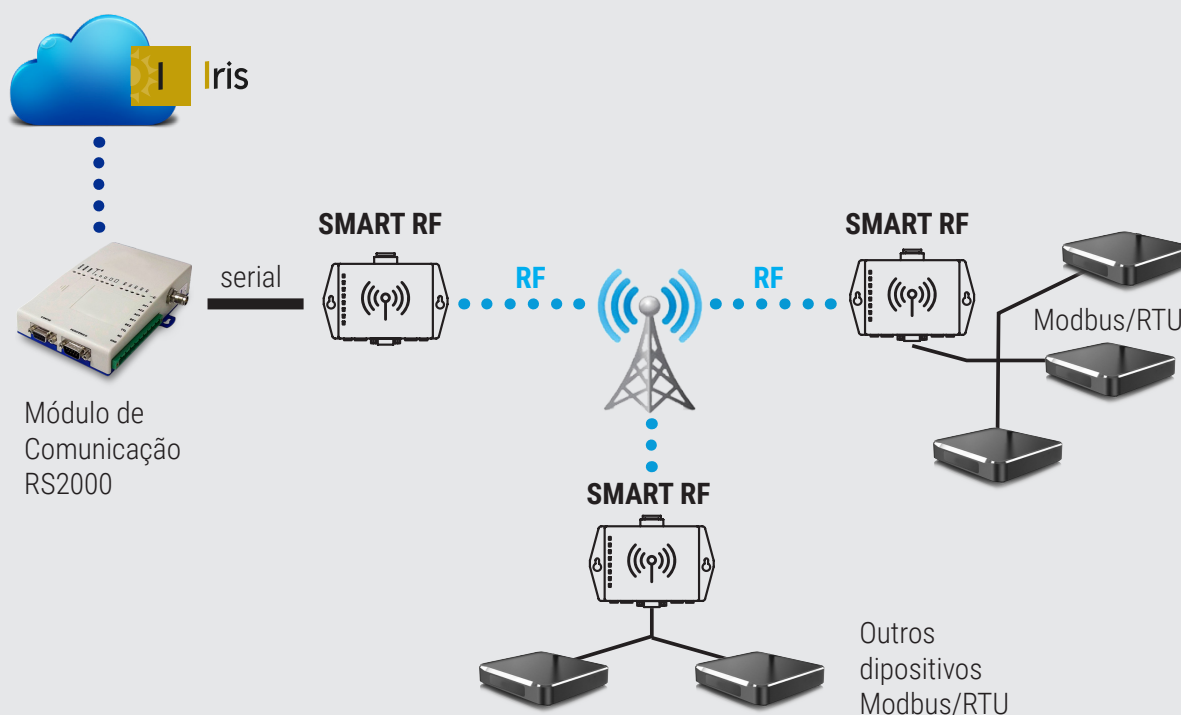 I Iris
SMART RF
SMART RF
serial
RF
RF
Modbus/RTU
Módulo de
Comunicação
RS2000
SMART RF
Outros
dipositivos
Modbus/RTU